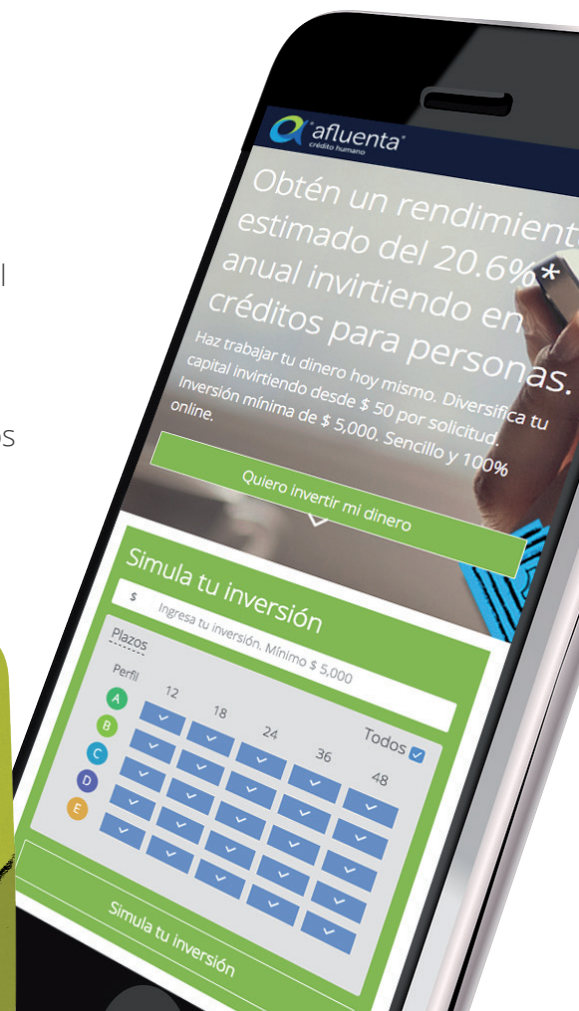 afluenta
crédito humano
Obtén un rendimient
estimado del 20.6%*
anual invirtiendo en
créditos para personas.
Haz trabajar tu dinero hoy mismo. Diversifica tu
capital invirtiendo desde $ 50 por solicitud.
Inversión mínima de $ 5,000. Sencillo y 100%
online.
Quiero invertir mi dinero
Simula tu inversión
$ Ingresa tu inversión. Mínimo $ 5,000
Plazos Todos
Perfil 12 18 24 36 48
A
B
C
D
E
Simula tu inversión
l
os